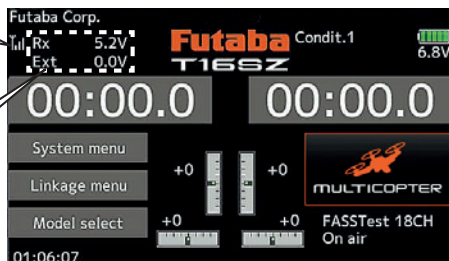 Futaba Corp.
Rx 5.2V
Ext 0.0V
Futaba
T16SZ
Condit.1
6.8V
00:00.0
00:00.0
System menu
Linkage menu
Model select
+0
+0
+0
+0
MULTICOPTER
FASSTest 18CH
On air
01:06:07